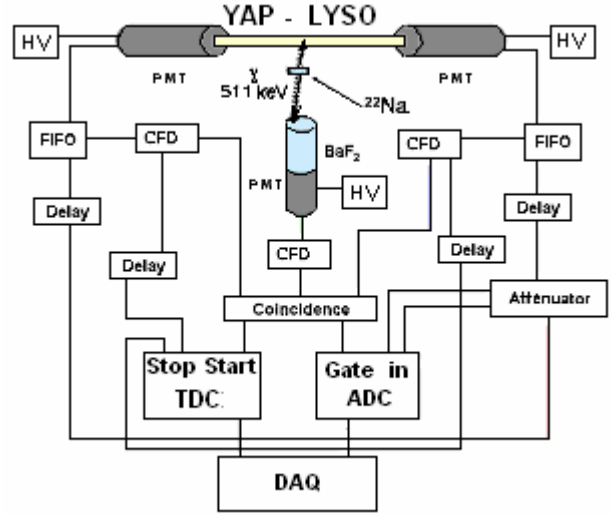 YAP - LYSO
HV
HV
PMT
PMT
γ
511 keV
22Na
FIFO
CFD
BaF2
CFD
FIFO
PMT
HV
Delay
Delay
Delay
Delay
CFD
Attenuator
Coincidence
Stop Start
TDC:
Gate in
ADC
DAQ